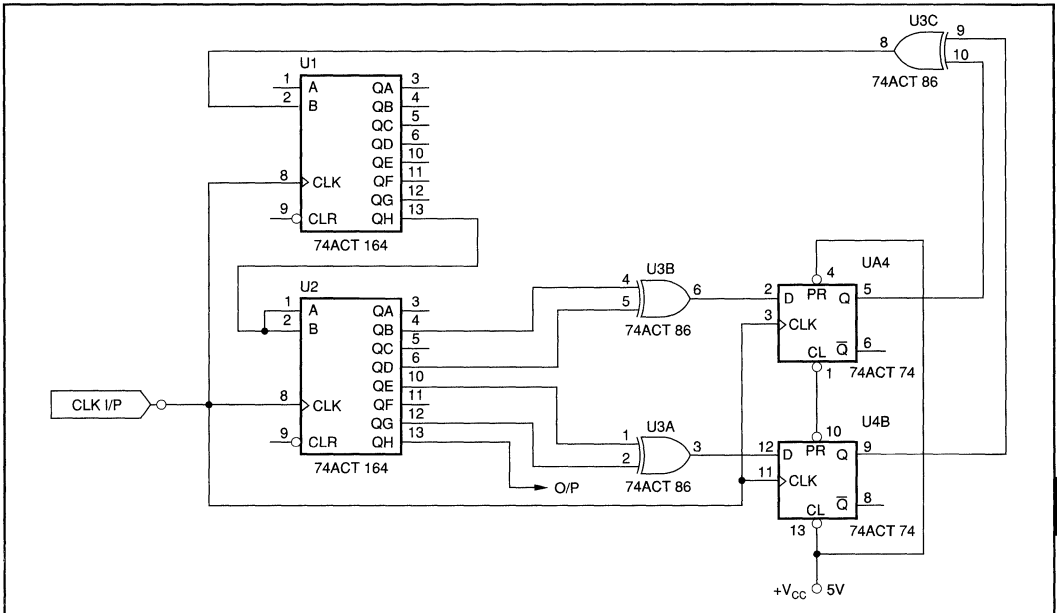 U3C
8
9
10
74ACT 86
U1
1 A QA 3
2 B QB 4
QC 5
QD 6
QE 10
8 CLK QF 11
QG 12
9 CLR QH 13
74ACT 164
U2
1 A QA 3
2 B QB 4
QC 5
QD 6
QE 10
8 CLK QF 11
QG 12
9 CLR QH 13
74ACT 164
CLK I/P
O/P
U3B
4
5
6
74ACT 86
U3A
1
2
3
74ACT 86
UA4
4
2 D PR Q 5
3 CLK
CL Q 6
1
74ACT 74
U4B
10
12 D PR Q 9
11 CLK
Q 8
CL
13
74ACT 74
+VCC 5V